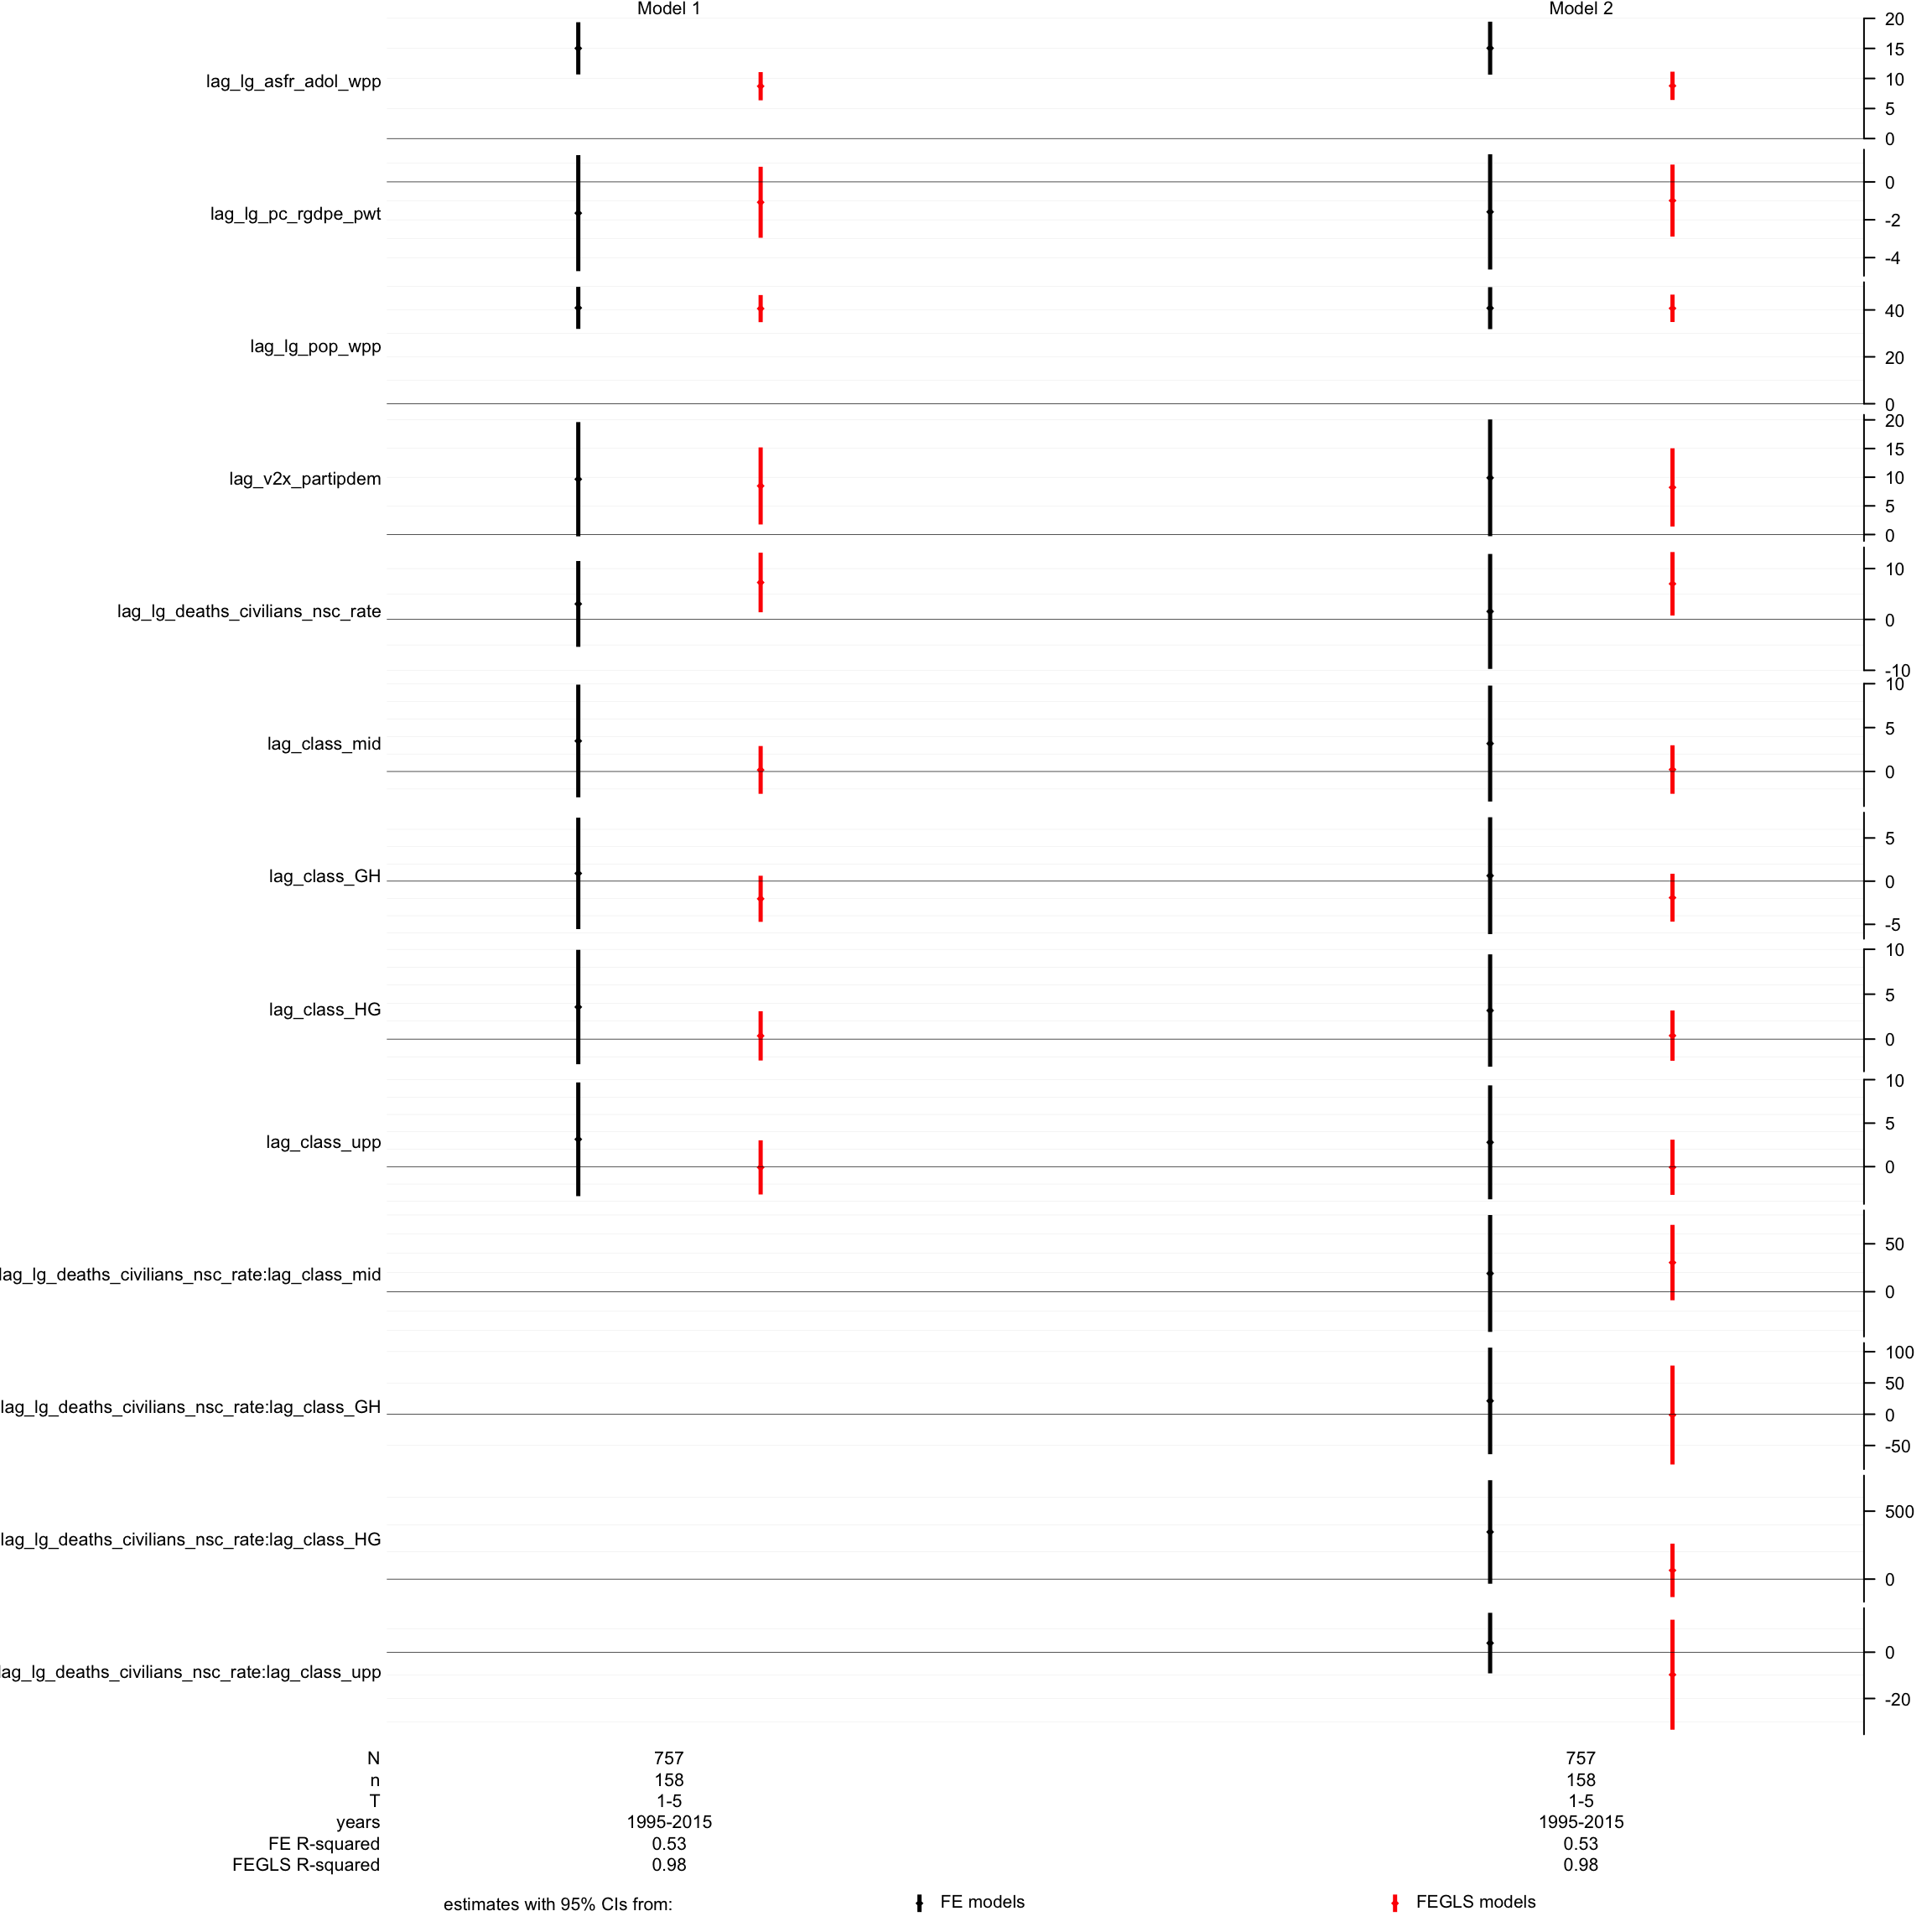 Model 1 Model 2
lag_lg_asfr_adol_wpp
20
15
10
5
0
lag_lg_pc_rgdpe_pwt
0
-2
-4
lag_lg_pop_wpp
40
20
0
lag_v2x_partipdem
20
15
10
5
0
lag_lg_deaths_civilians_nsc_rate
10
0
-10
lag_class_mid
10
5
0
lag_class_GH
5
0
-5
lag_class_HG
10
5
0
lag_class_upp
10
5
0
lag_lg_deaths_civilians_nsc_rate:lag_class_mid
50
0
lag_lg_deaths_civilians_nsc_rate:lag_class_GH
100
50
0
-50
lag_lg_deaths_civilians_nsc_rate:lag_class_HG
500
0
lag_lg_deaths_civilians_nsc_rate:lag_class_upp
0
-20
N 757 757
n 158 158
T 1-5 1-5
years 1995-2015 1995-2015
FE R-squared 0.53 0.53
FEGLS R-squared 0.98 0.98
estimates with 95% CIs from: FE models FEGLS models